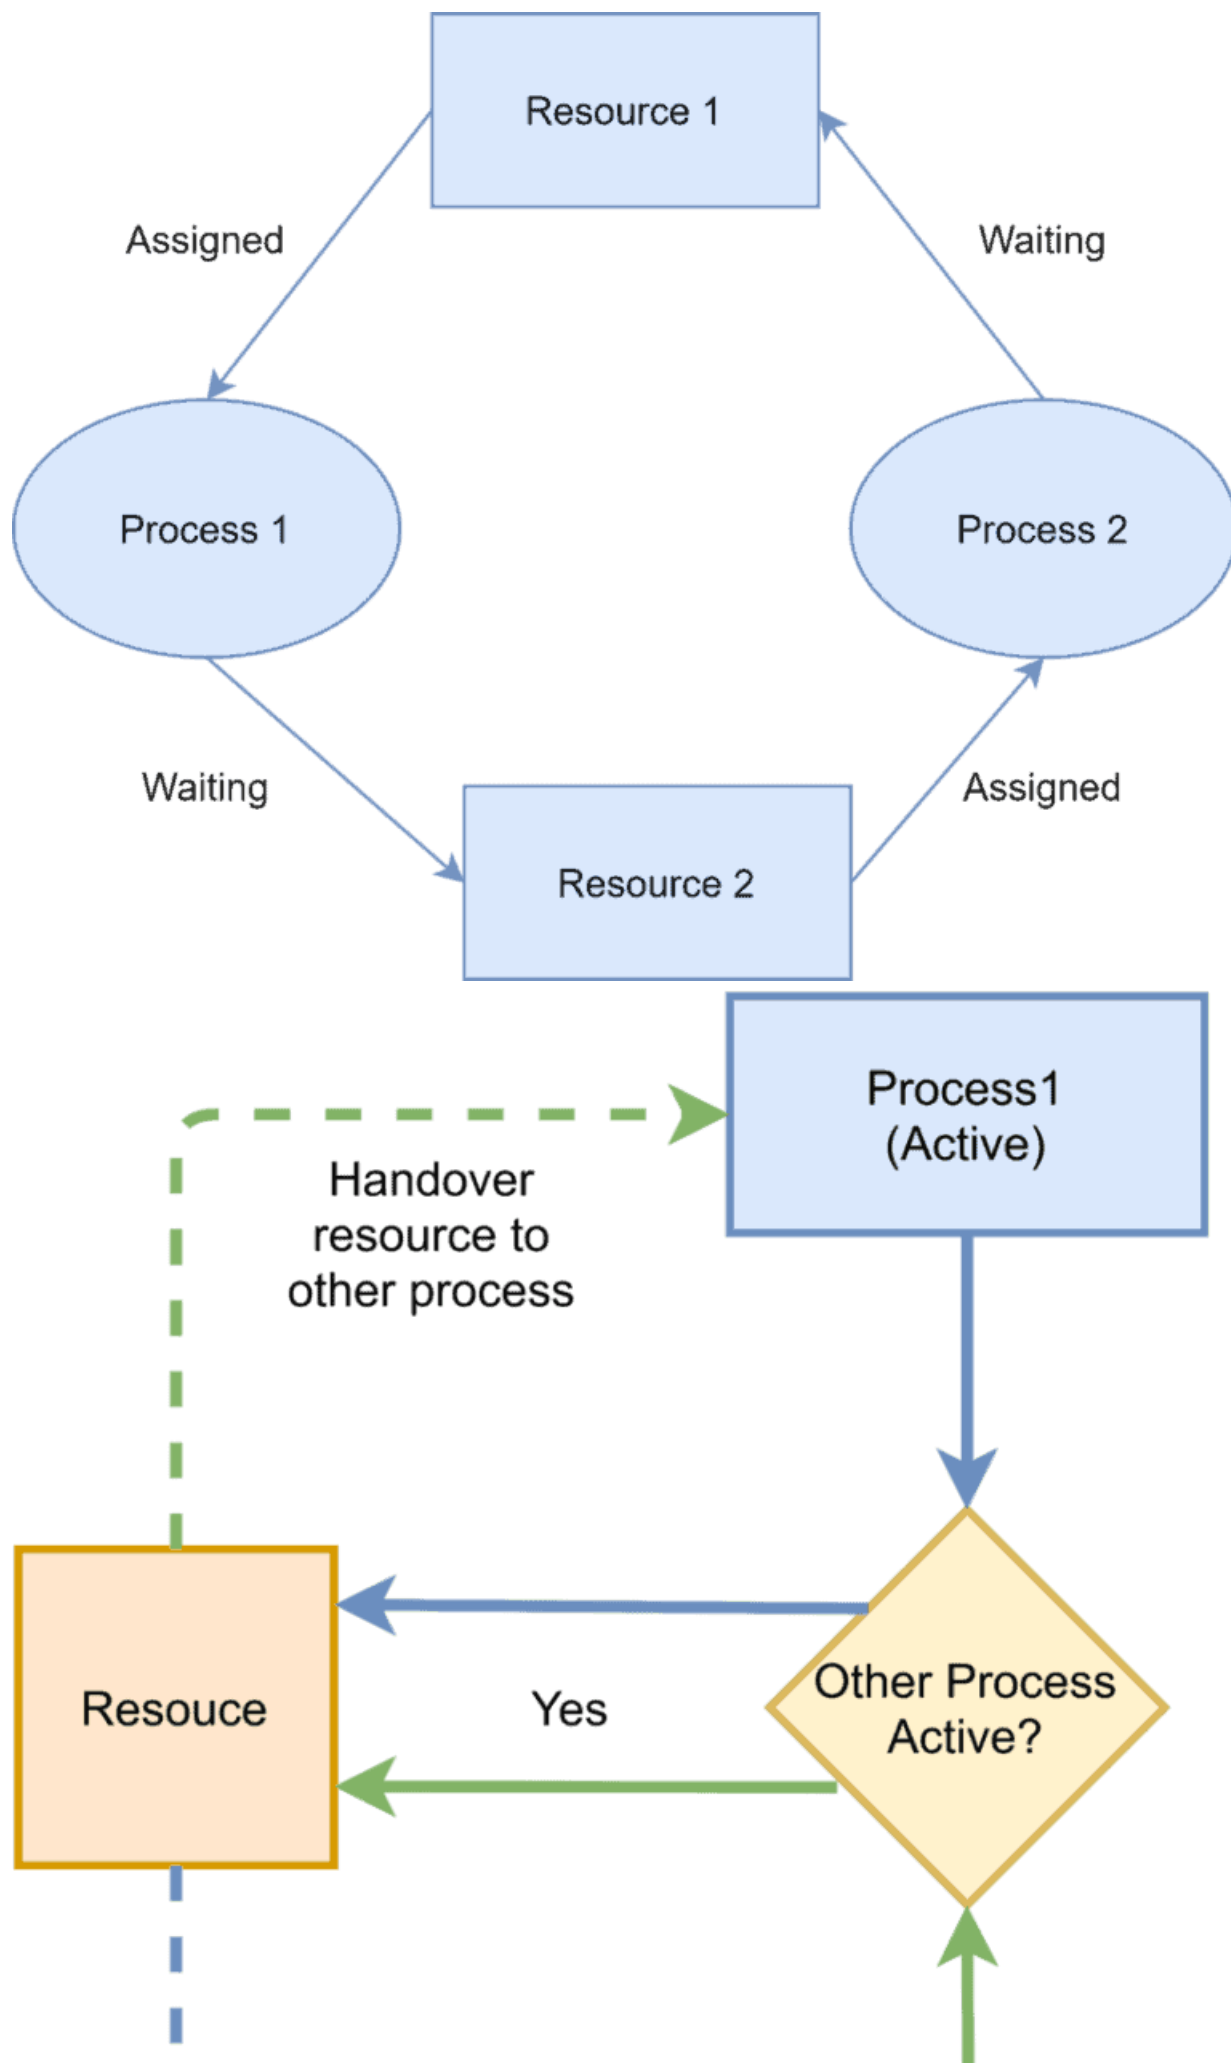 Resource 1
Assigned
Waiting
Process 1
Process 2
Waiting
Assigned
Resource 2
Process1
(Active)
Handover
resource to
other process
Resouce
Yes
Other Process
Active?